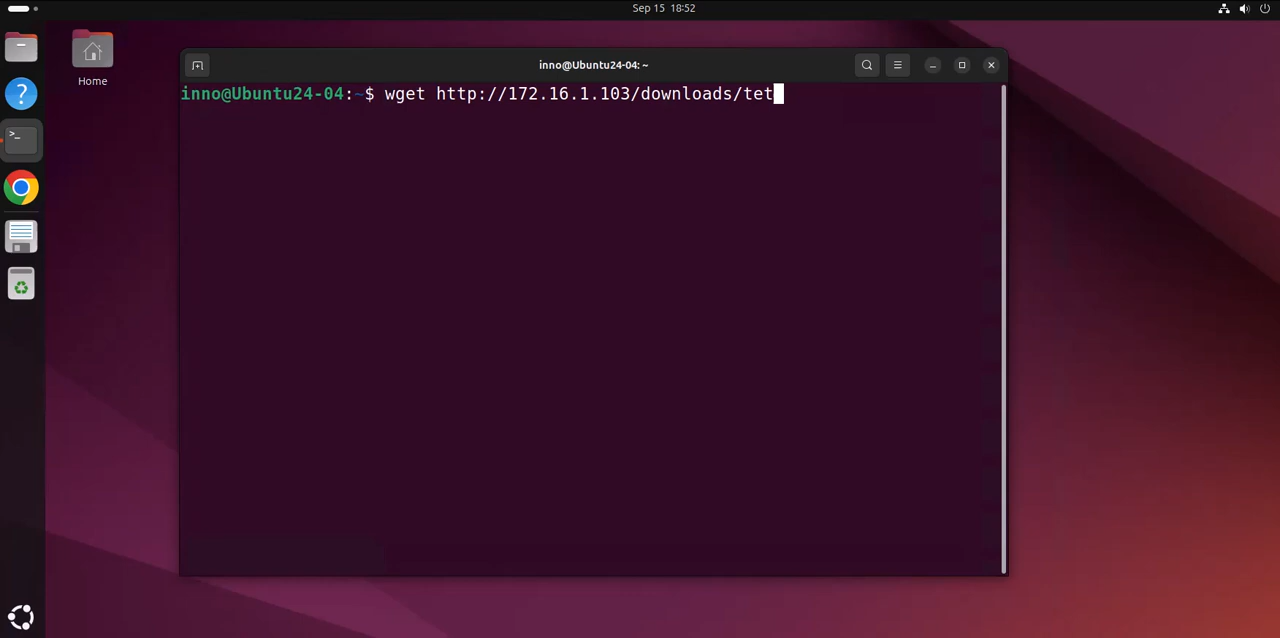 Sep 15 18:52
Home
inno@Ubuntu24-04: ~
inno@Ubuntu24-04:~$ wget http://172.16.1.103/downloads/tet